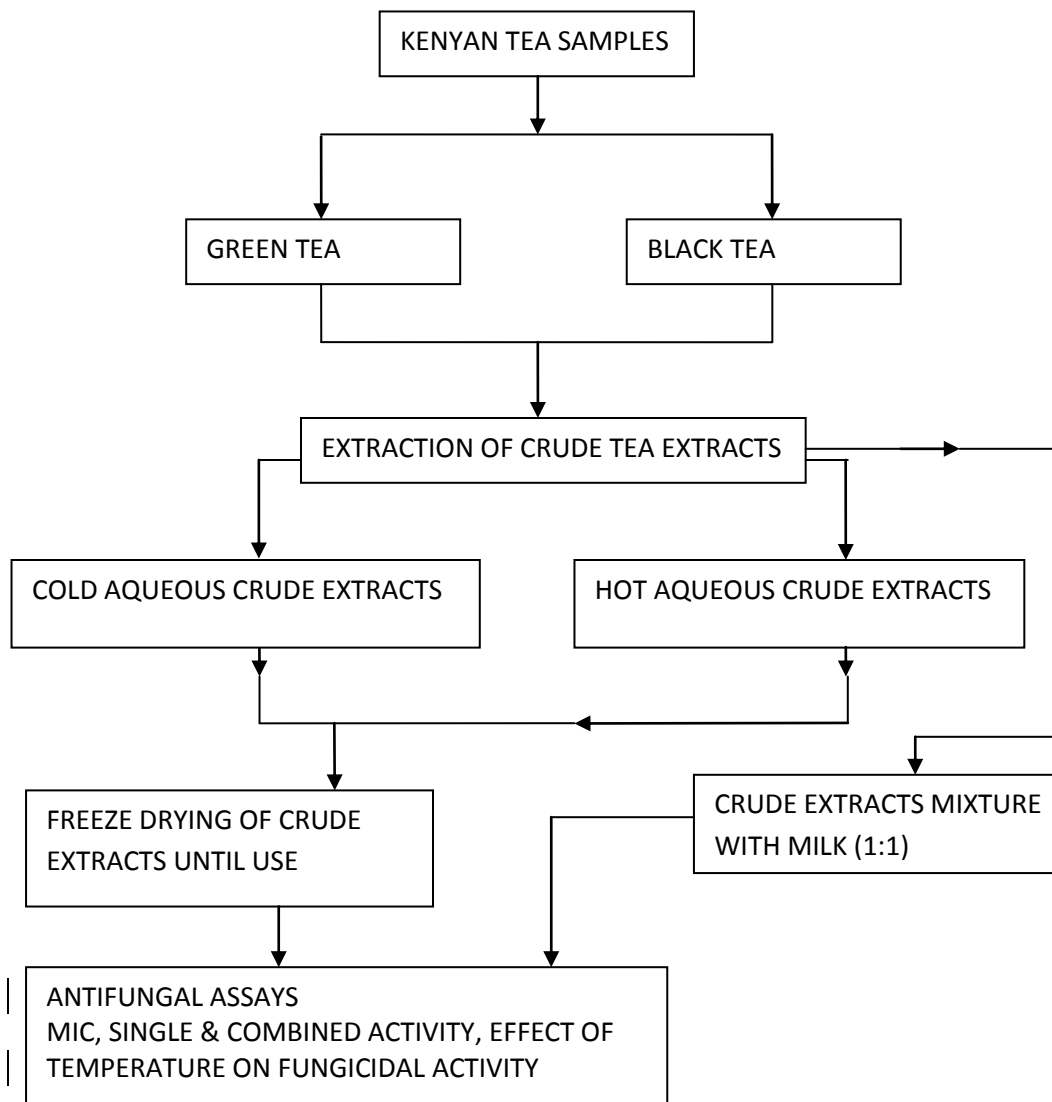 KENYAN TEA SAMPLES
GREEN TEA
BLACK TEA
EXTRACTION OF CRUDE TEA EXTRACTS
COLD AQUEOUS CRUDE EXTRACTS
HOT AQUEOUS CRUDE EXTRACTS
FREEZE DRYING OF CRUDE
EXTRACTS UNTIL USE
CRUDE EXTRACTS MIXTURE
WITH MILK (1:1)
ANTIFUNGAL ASSAYS
MIC, SINGLE & COMBINED ACTIVITY, EFFECT OF
TEMPERATURE ON FUNGICIDAL ACTIVITY